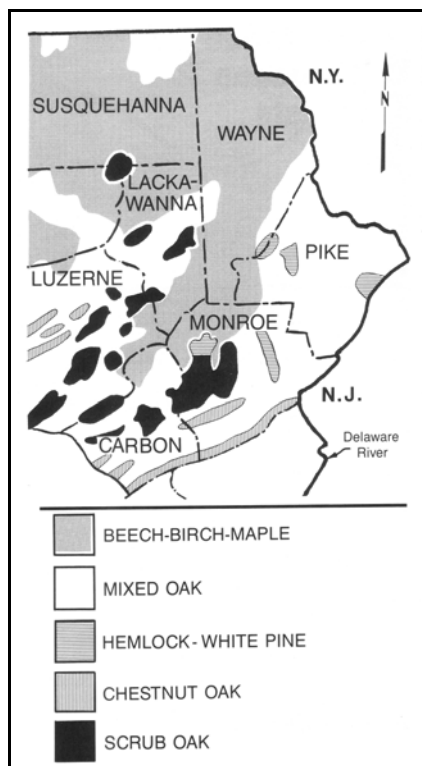 N.Y.
N
SUSQUEHANNA
WAYNE
LACKA-
WANNA
PIKE
LUZERNE
MONROE
N.J.
Delaware
River
CARBON
BEECH-BIRCH-MAPLE
MIXED OAK
HEMLOCK-WHITE PINE
CHESTNUT OAK
SCRUB OAK